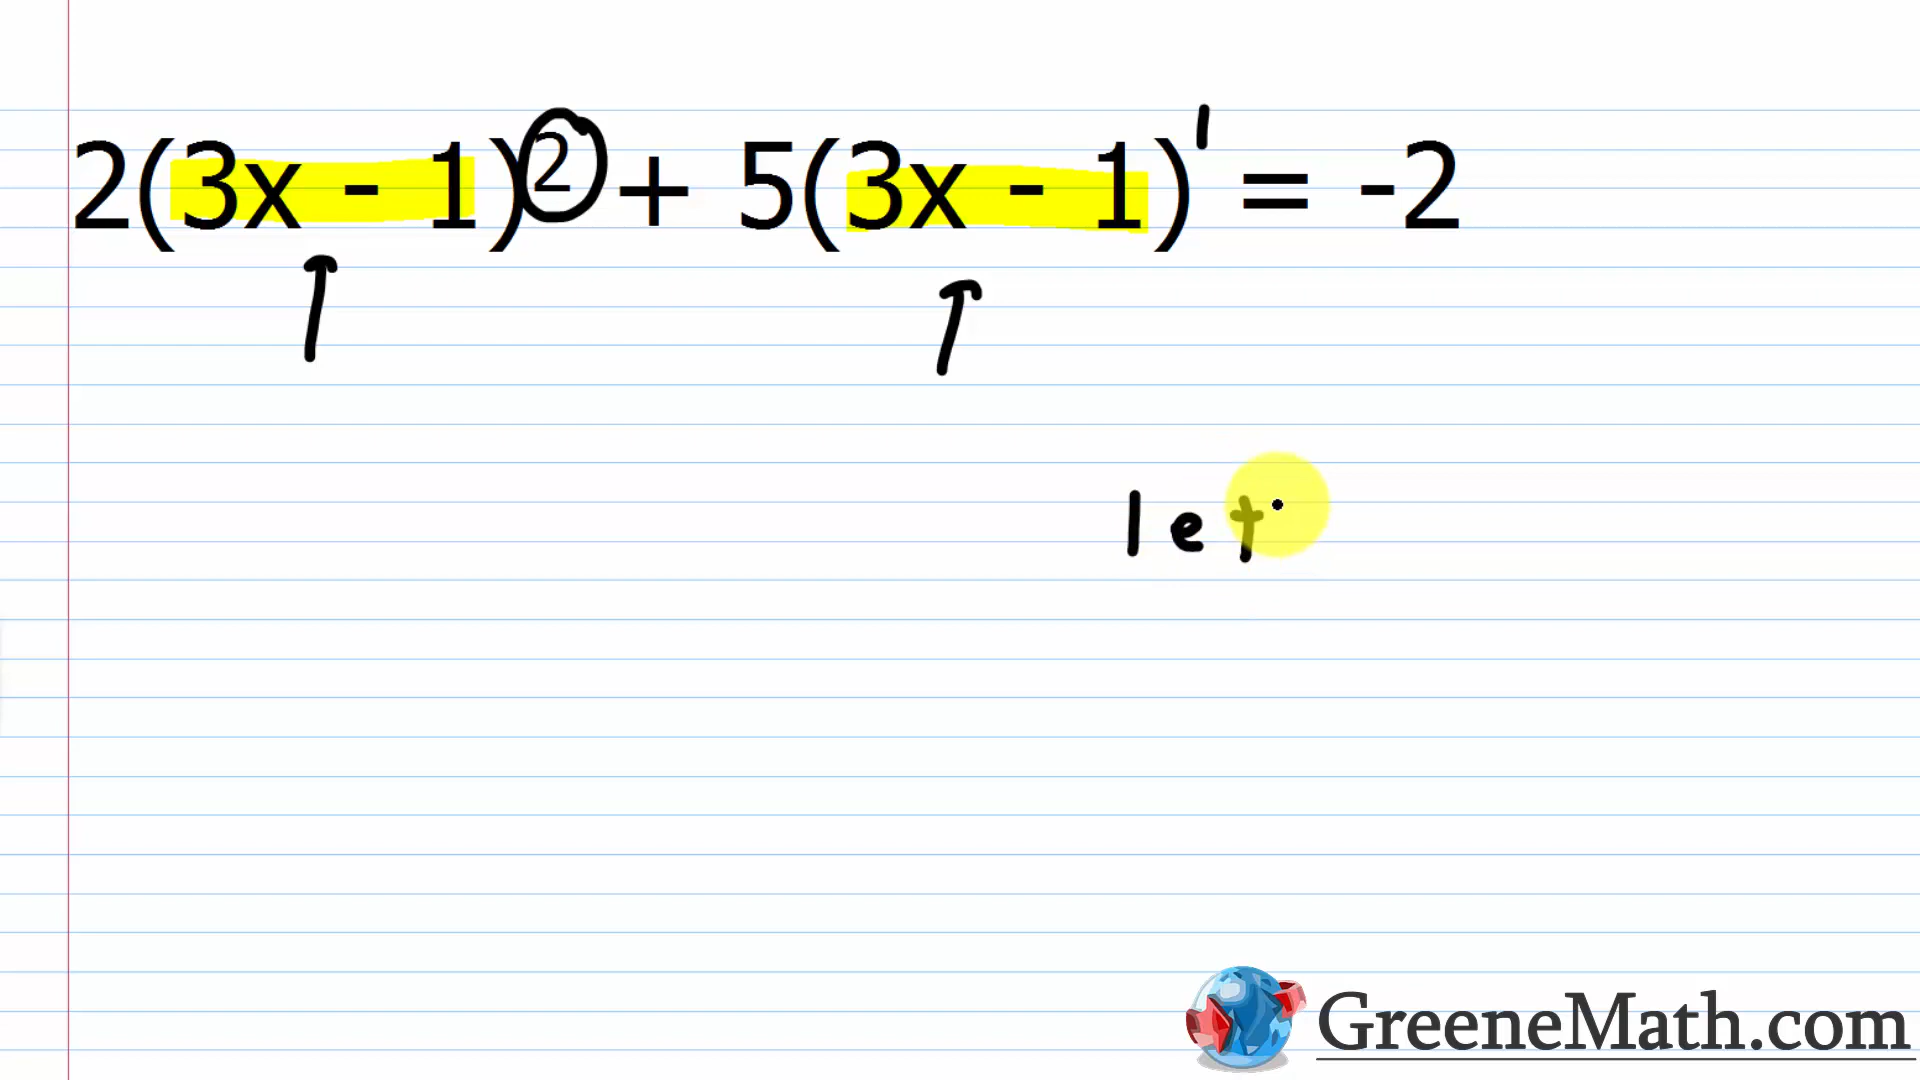 2(3x - 1)² + 5(3x - 1)¹ = -2
let
GreeneMath.com